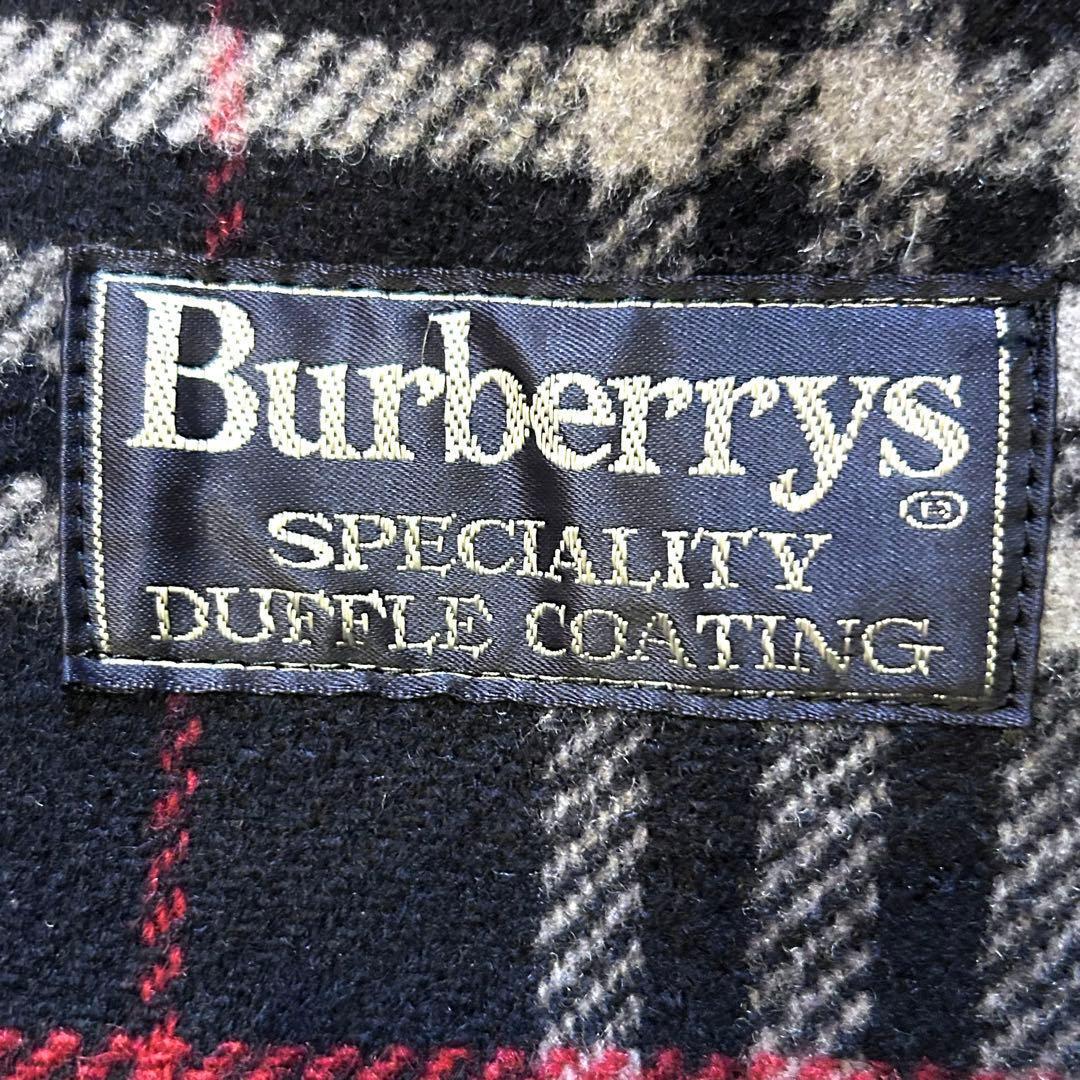 Burberrys®
SPECIALITY
DUFFLE COATING